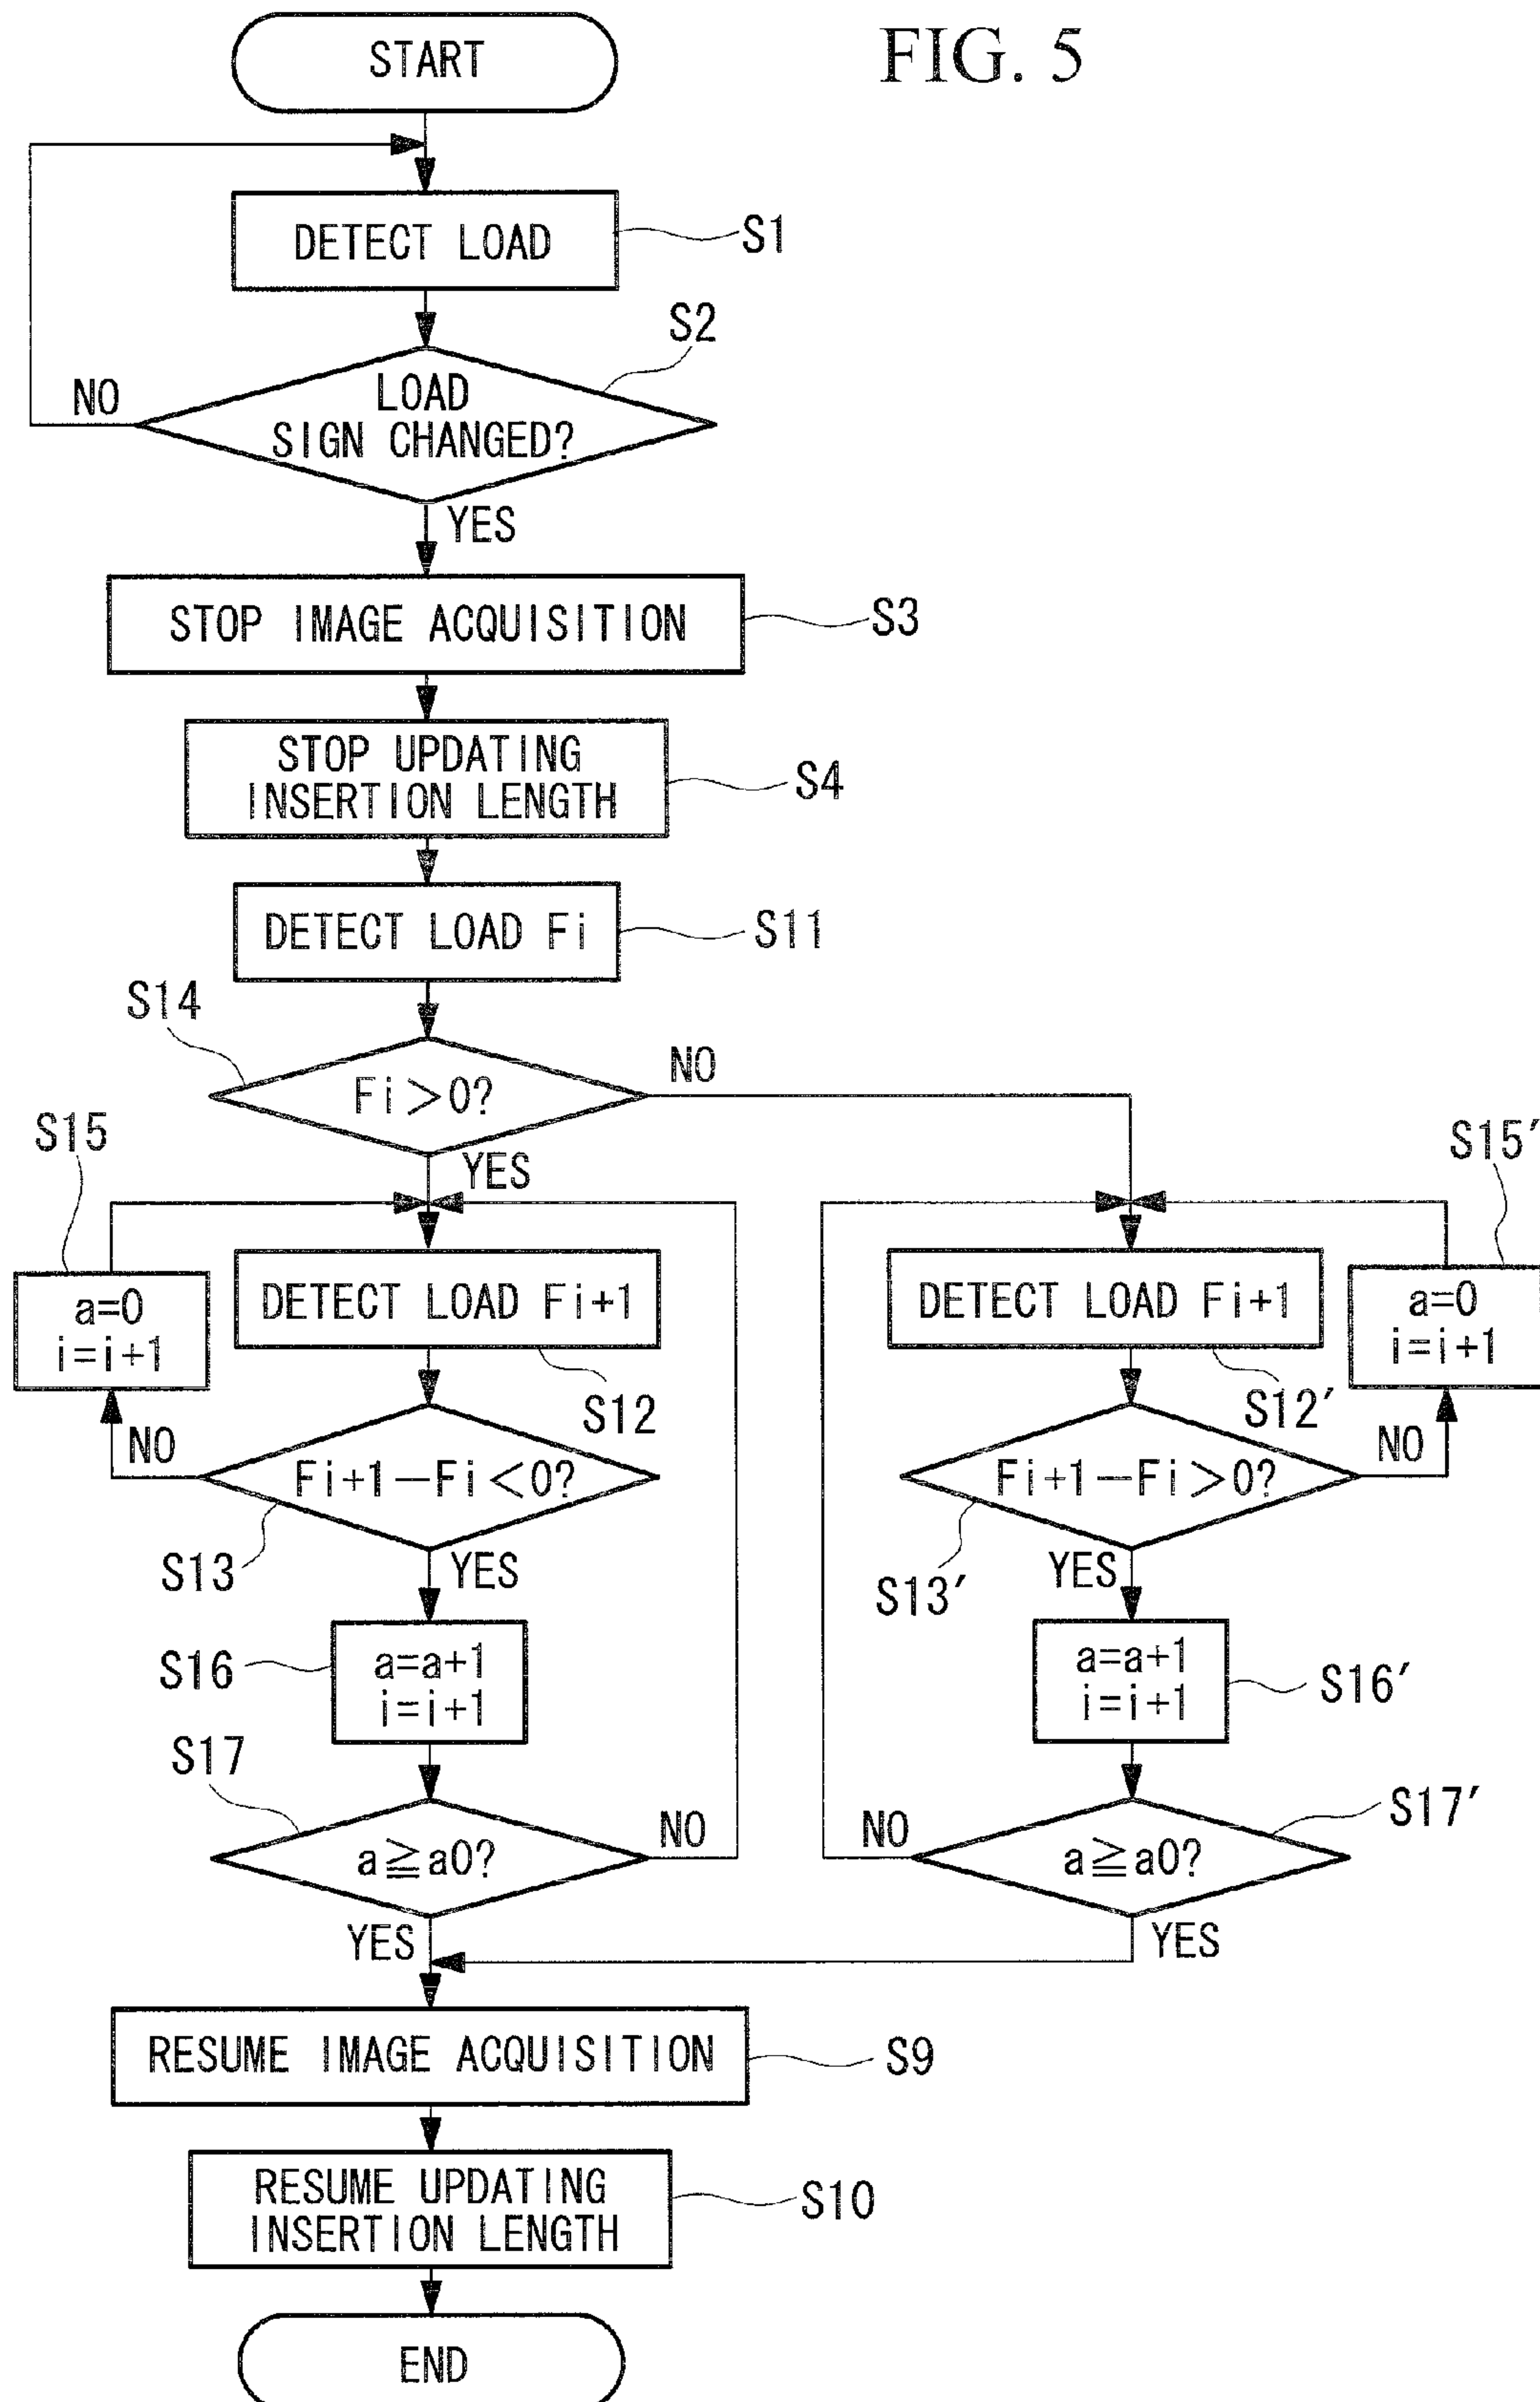 FIG. 5
START
DETECT LOAD
S1
S2
LOAD
SIGN CHANGED?
NO
YES
STOP IMAGE ACQUISITION
S3
STOP UPDATING
INSERTION LENGTH
S4
DETECT LOAD Fi
S11
S14
Fi>0?
NO
YES
S15
a=0
i=i+1
DETECT LOAD Fi+1
S12
NO
Fi+1-Fi<0?
S13
YES
S16
a=a+1
i=i+1
S17
a≧a0?
NO
YES
S15′
DETECT LOAD Fi+1
a=0
i=i+1
S12′
Fi+1-Fi>0?
NO
S13′
YES
a=a+1
i=i+1
S16′
S17′
NO
a≧a0?
YES
RESUME IMAGE ACQUISITION
S9
RESUME UPDATING
INSERTION LENGTH
S10
END